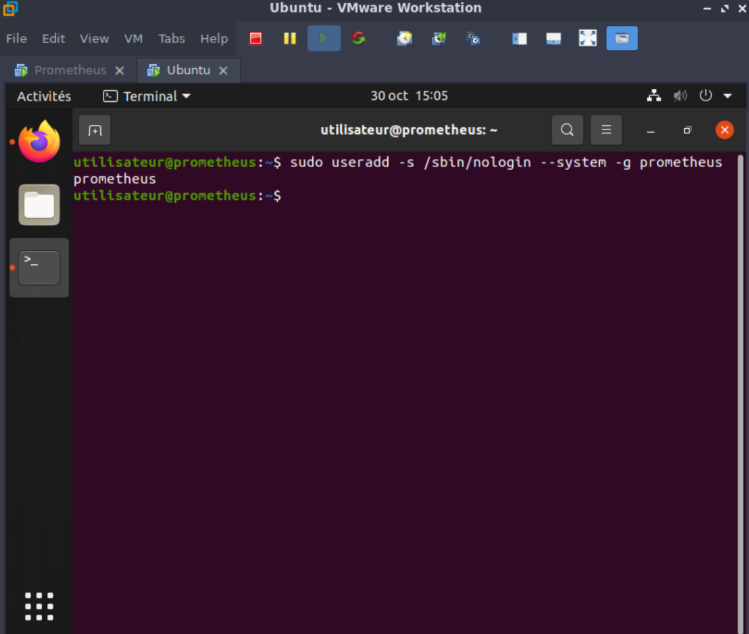 Ubuntu - VMware Workstation
File Edit View VM Tabs Help
Prometheus Ubuntu
Activités Terminal 30 oct 15:05
utilisateur@prometheus: ~
utilisateur@prometheus:~$ sudo useradd -s /sbin/nologin --system -g prometheus
prometheus
utilisateur@prometheus:~$